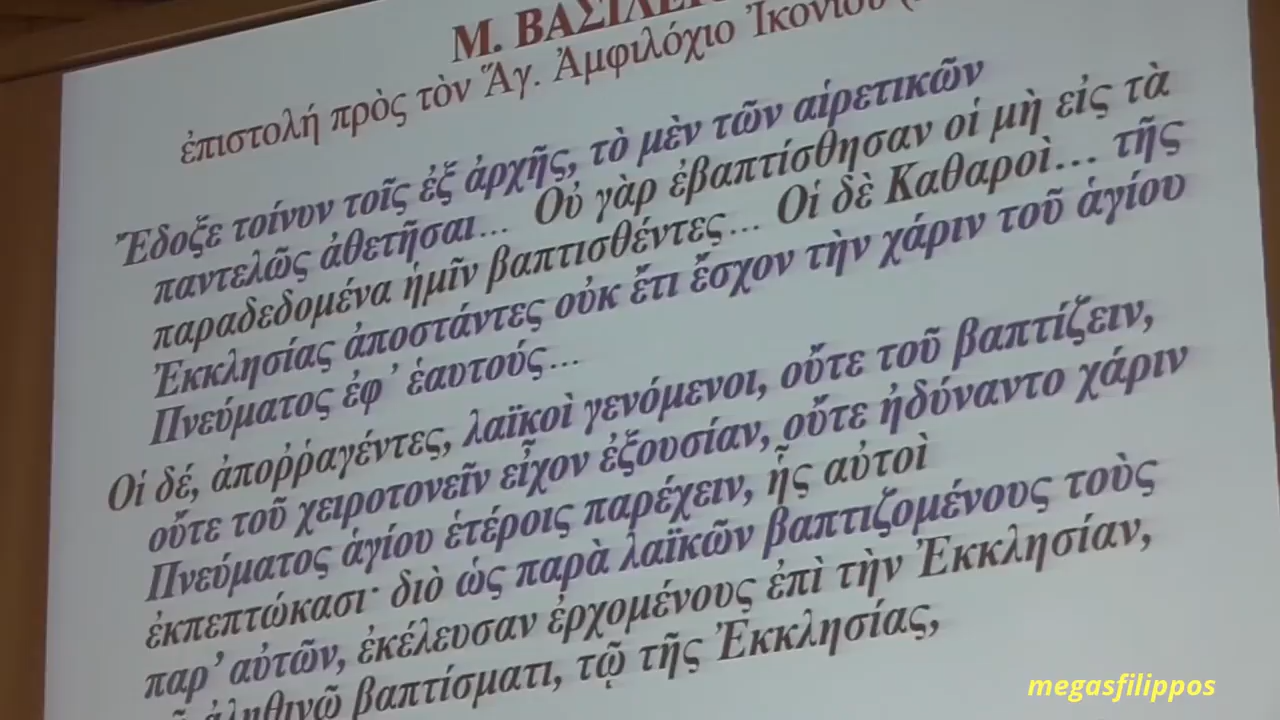 Μ.
ἐπιστολή πρὸς τὸν Ἅγ. Ἀμφιλόχιο Ἰκονίου
Ἔδοξε τοίνυν τοῖς ἐξ ἀρχῆς, τὸ μὲν τῶν αἱρετικῶν
παντελῶς ἀθετῆσαι... Οὐ γὰρ ἐβαπτίσθησαν οἱ μὴ εἰς τὰ
παραδεδομένα ἡμῖν βαπτισθέντες... Οἱ δὲ Καθαροὶ... τῆς
Ἐκκλησίας ἀποστάντες οὐκ ἔτι ἔσχον τὴν χάριν τοῦ ἁγίου
Πνεύματος ἐφ᾽ ἑαυτούς...
Οἱ δέ, ἀποῤῥαγέντες, λαϊκοὶ γενόμενοι, οὔτε τοῦ βαπτίζειν,
οὔτε τοῦ χειροτονεῖν εἶχον ἐξουσίαν, οὔτε ἠδύναντο χάριν
Πνεύματος ἁγίου ἑτέροις παρέχειν, ἧς αὐτοὶ
ἐκπεπτώκασι· διὸ ὡς παρὰ λαϊκῶν βαπτιζομένους τοὺς
παρ᾽ αὐτῶν, ἐκέλευσαν ἐρχομένους ἐπὶ τὴν Ἐκκλησίαν,
ἀληθινῷ βαπτίσματι, τῷ τῆς Ἐκκλησίας,
megasfilippos